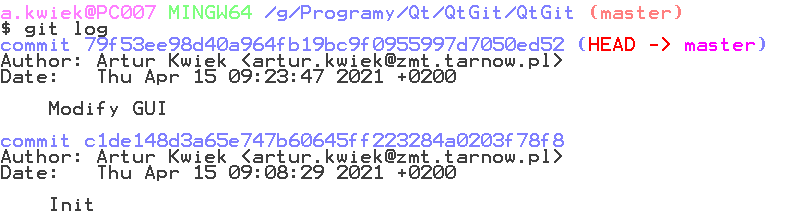 a.kwiek@PC007 MINGW64 /g/Programy/Qt/QtGit/QtGit (master)
$ git log
commit 79f53ee98d40a964fb19bc9f0955997d7050ed52 (HEAD -> master)
Author: Artur Kwiek <artur.kwiek@zmt.tarnow.pl>
Date:   Thu Apr 15 09:23:47 2021 +0200
    Modify GUI
commit c1de148d3a65e747b60645ff223284a0203f78f8
Author: Artur Kwiek <artur.kwiek@zmt.tarnow.pl>
Date:   Thu Apr 15 09:08:29 2021 +0200
    Init